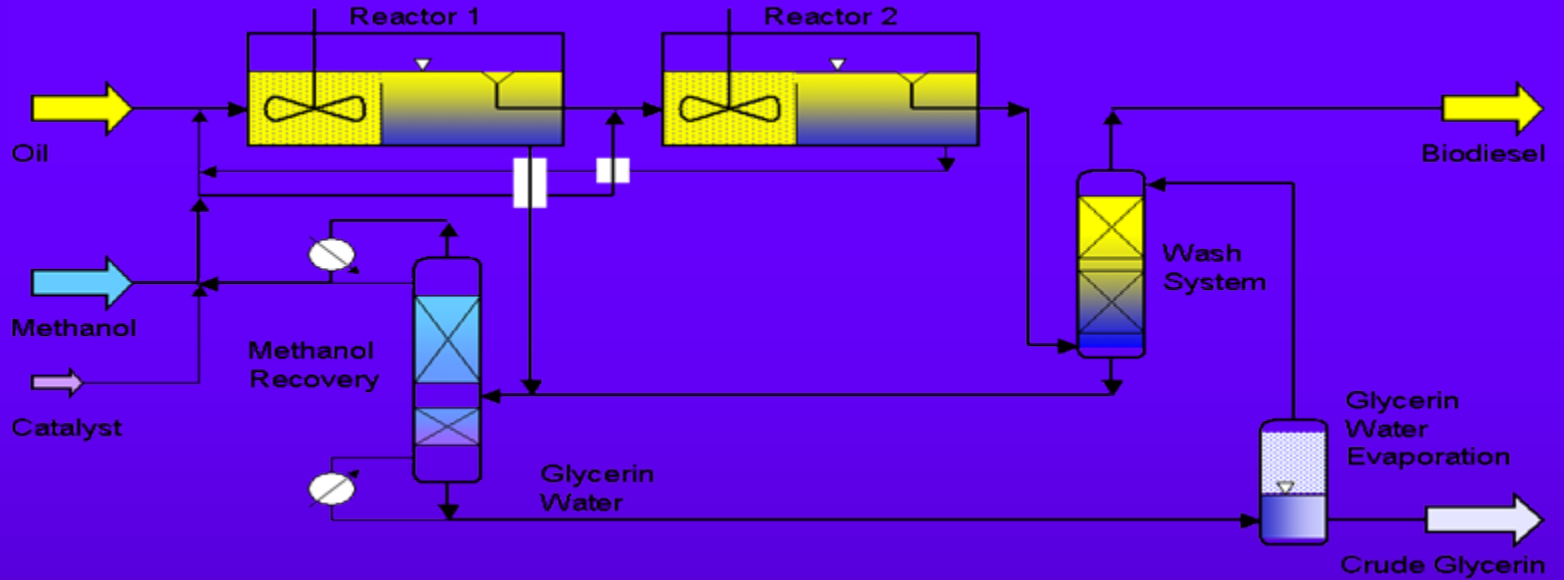 Reactor 1
Reactor 2
Oil
Biodiesel
Wash
System
Methanol
Methanol
Recovery
Catalyst
Glycerin
Water
Evaporation
Glycerin
Water
Crude Glycerin